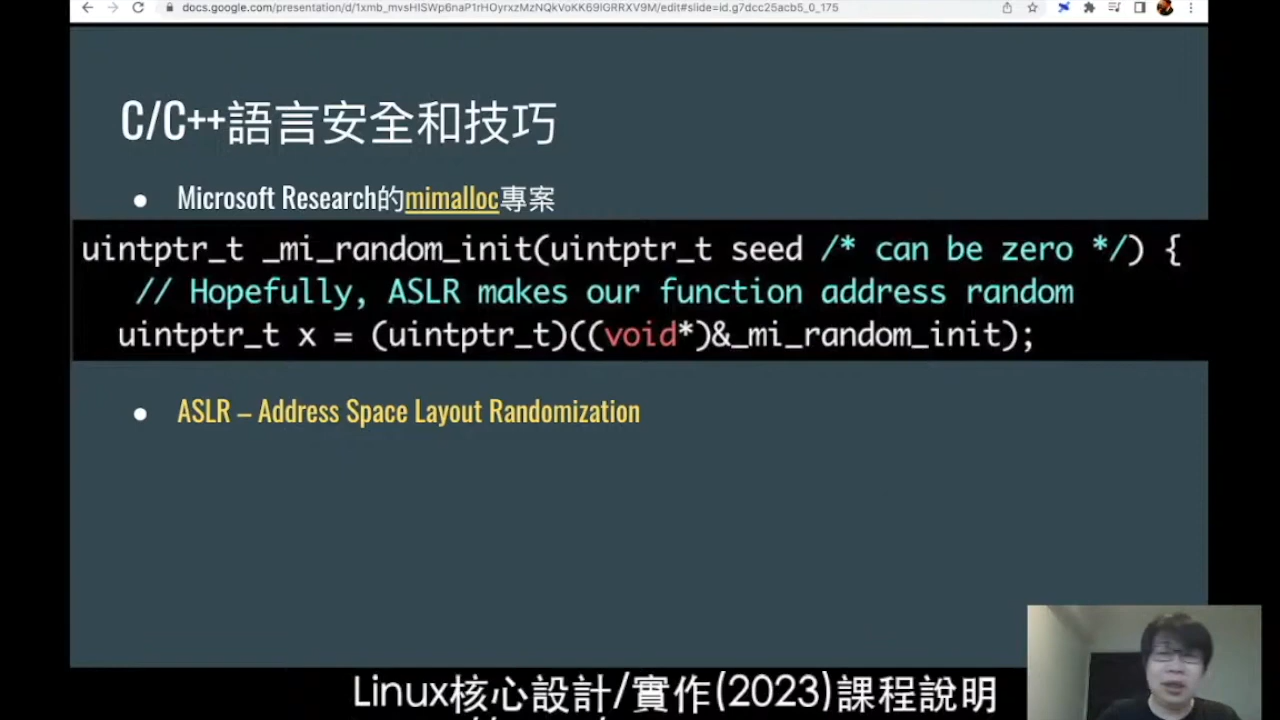 docs.google.com/presentation/d/1xmb_mvsHISWp6naP1rHOyrxzMzNQkVoKK69IGRRXV9M/edit#slide=id.g7dcc25acb5_0_175
C/C++語言安全和技巧
● Microsoft Research的mimalloc專案
uintptr_t _mi_random_init(uintptr_t seed /* can be zero */) {
// Hopefully, ASLR makes our function address random
uintptr_t x = (uintptr_t)((void*)&_mi_random_init);
● ASLR – Address Space Layout Randomization
Linux核心設計/實作(2023)課程說明